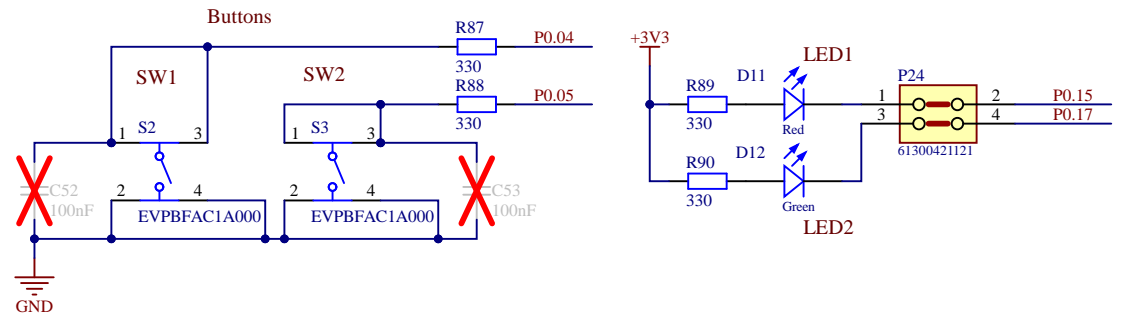 Buttons
R87
P0.04
330
SW1
SW2
R88
P0.05
330
1
S2
3
1
S3
3
C52
100nF
2
4
2
4
C53
100nF
EVPBFAC1A000
EVPBFAC1A000
GND
+3V3
LED1
D11
P24
R89
1
2
P0.15
330
Red
3
4
P0.17
61300421121
D12
R90
330
Green
LED2